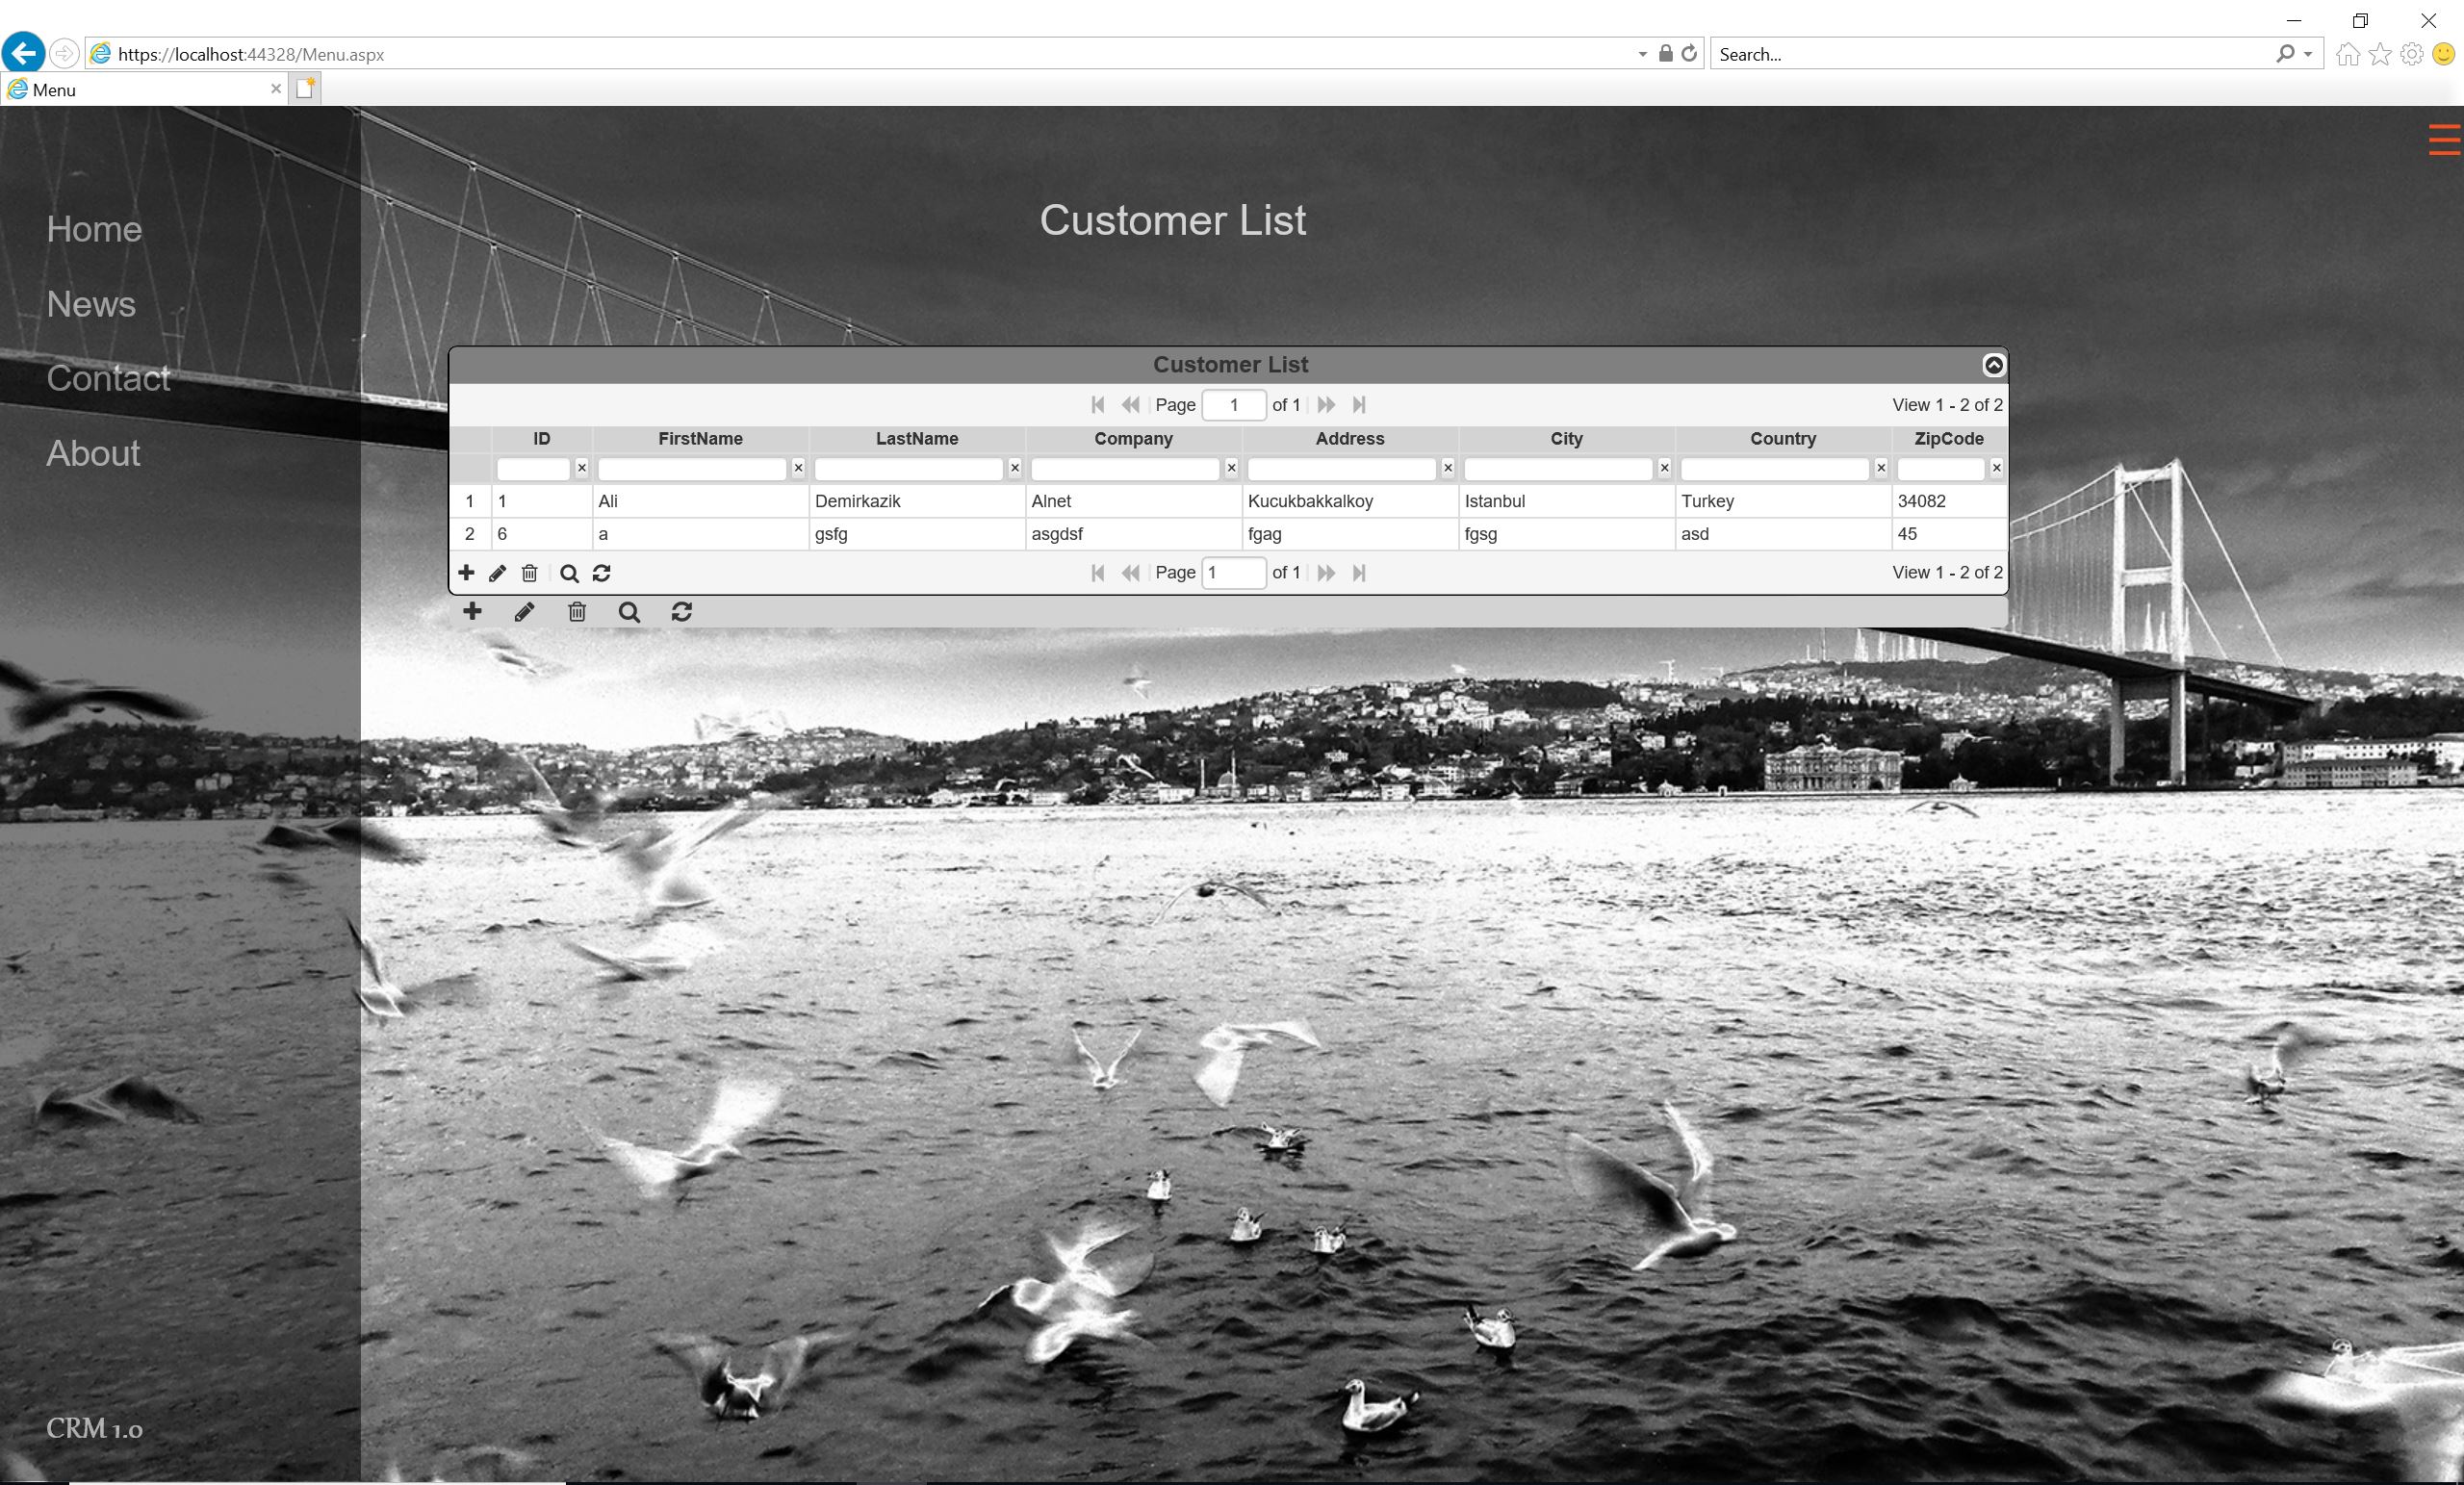 https://localhost:44328/Menu.aspx
Search...
Menu
Customer List
Home
News
Contact
About
Customer List
Page 1 of 1
View 1 - 2 of 2
ID FirstName LastName Company Address City Country ZipCode
x x x x x x x x
1 1 Ali Demirkazik Alnet Kucukbakkalkoy Istanbul Turkey 34082
2 6 a gsfg asgdsf fgag fgsg asd 45
Page 1 of 1
View 1 - 2 of 2
CRM 1.0